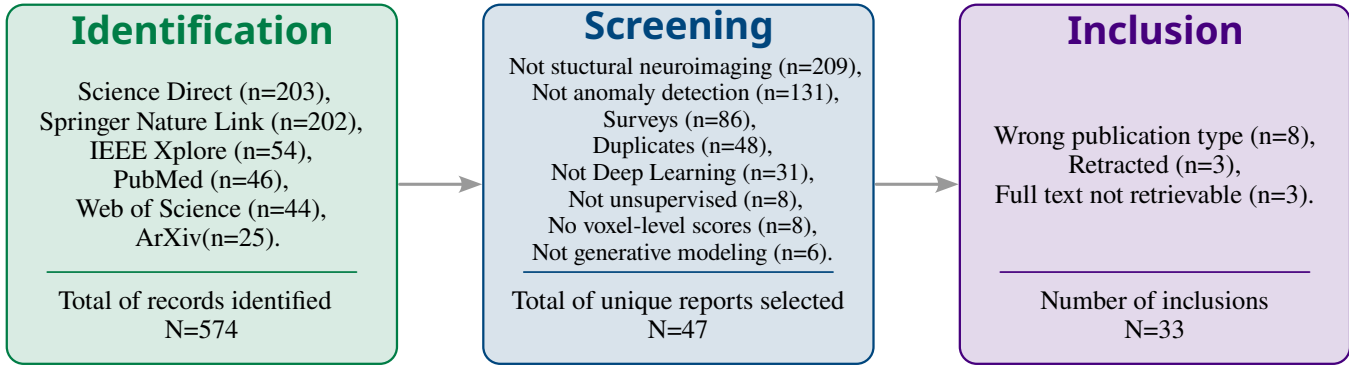 Identification
Science Direct (n=203),
Springer Nature Link (n=202),
IEEE Xplore (n=54),
PubMed (n=46),
Web of Science (n=44),
ArXiv(n=25).
Total of records identified
N=574
Screening
Not stuctural neuroimaging (n=209),
Not anomaly detection (n=131),
Surveys (n=86),
Duplicates (n=48),
Not Deep Learning (n=31),
Not unsupervised (n=8),
No voxel-level scores (n=8),
Not generative modeling (n=6).
Total of unique reports selected
N=47
Inclusion
Wrong publication type (n=8),
Retracted (n=3),
Full text not retrievable (n=3).
Number of inclusions
N=33